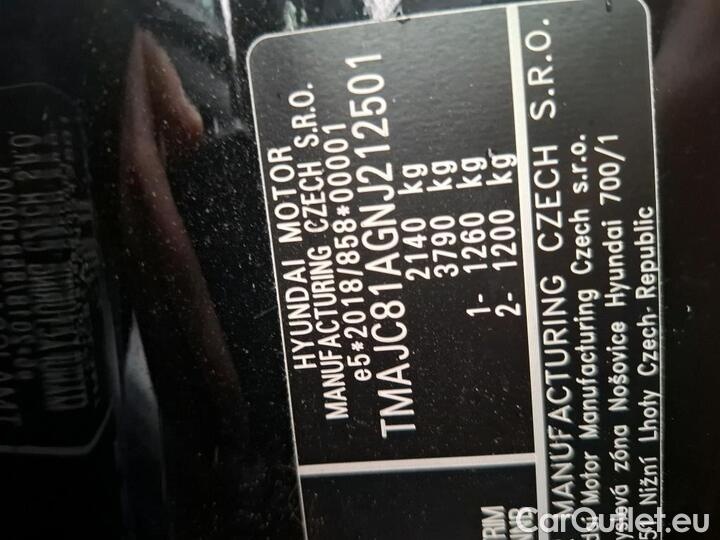 HYUNDAI MOTOR
MANUFACTURING CZECH S.R.O.
e5*2018/858*00001
TMAJC81AGNJ212501
2140 kg
3790 kg
1- 1260 kg
2- 1200 kg
TRIM
MANUFACTURING CZECH S.R.O.
Motor Manufacturing Czech s.r.o.
zóna Nošovice Hyundai 700/1
Nižní Lhoty Czech- Republic
CarOutlet.eu